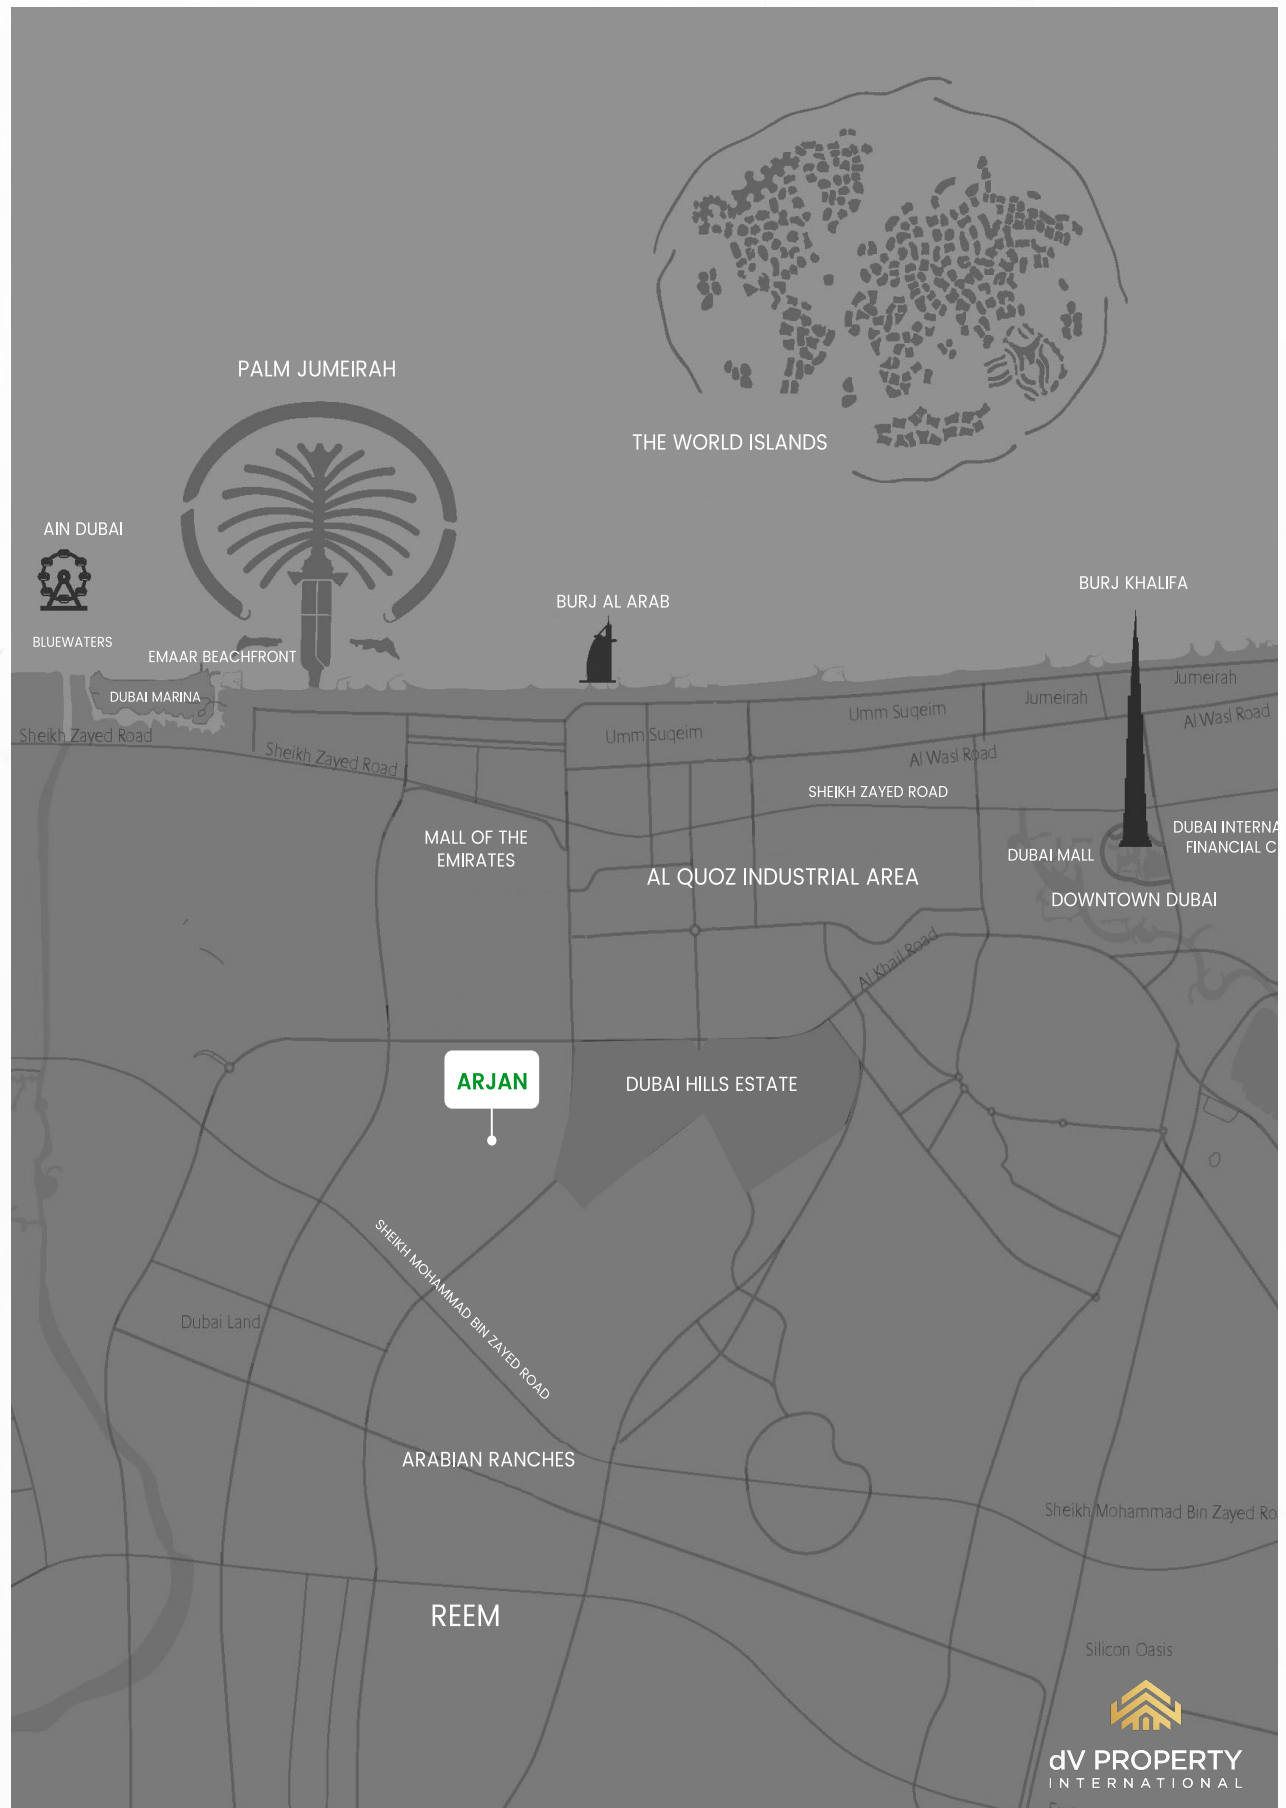 PALM JUMEIRAH
THE WORLD ISLANDS
AIN DUBAI
BURJ KHALIFA
BURJ AL ARAB
BLUEWATERS
EMAAR BEACHFRONT
DUBAI MARINA
Jumeirah
Jumeirah
Umm Suqeim
Al Wasl Road
Sheikh Zayed Road
Umm Suqeim
Sheikh Zayed Road
Al Wasl Road
SHEIKH ZAYED ROAD
MALL OF THE
EMIRATES
DUBAI INTERNA
FINANCIAL C
DUBAI MALL
AL QUOZ INDUSTRIAL AREA
DOWNTOWN DUBAI
Al Khail Road
ARJAN
DUBAI HILLS ESTATE
SHEIKH MOHAMMAD BIN ZAYED ROAD
Dubai Land
ARABIAN RANCHES
Sheikh Mohammad Bin Zayed Ro
REEM
Silicon Oasis
dV PROPERTY
INTERNATIONAL